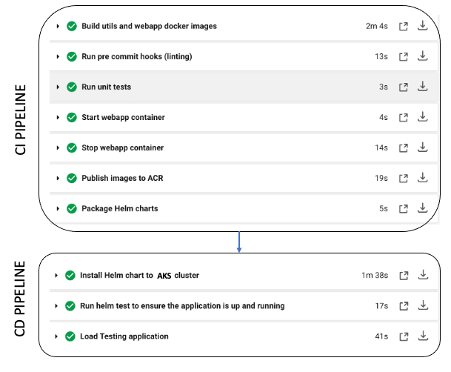 CI PIPELINE
Build utils and webapp docker images 2m 4s
Run pre commit hooks (linting) 13s
Run unit tests 3s
Start webapp container 4s
Stop webapp container 14s
Publish images to ACR 19s
Package Helm charts 5s
CD PIPELINE
Install Helm chart to AKS cluster 1m 38s
Run helm test to ensure the application is up and running 17s
Load Testing application 41s